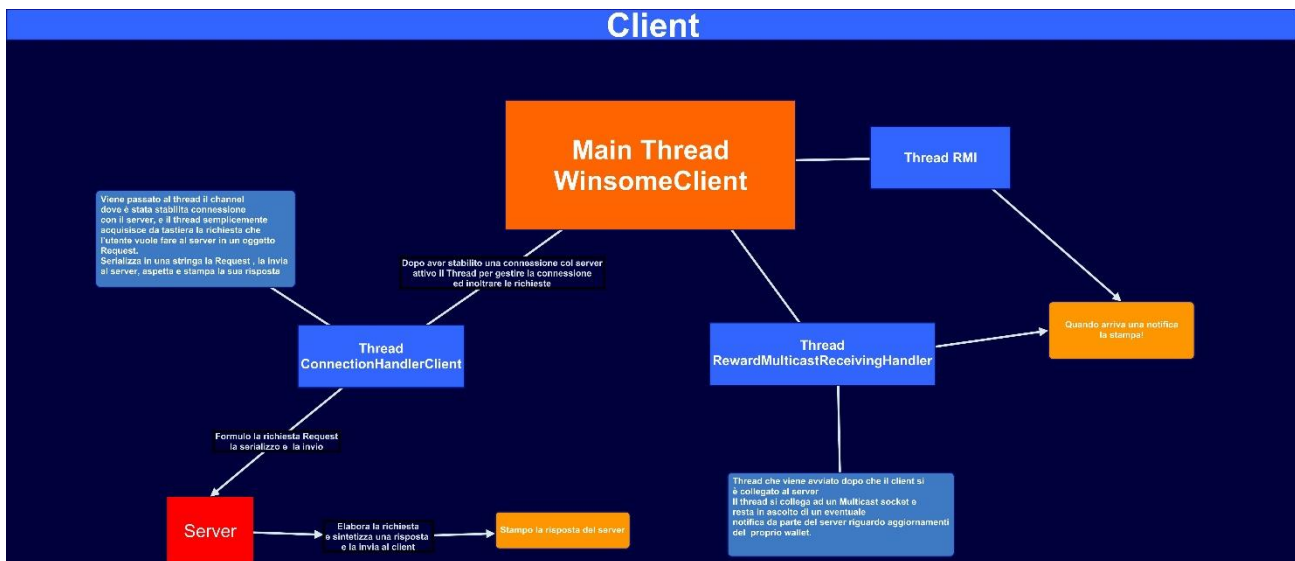 Client
Main Thread
WinsomeClient
Thread RMI
Viene passato al thread il channel
dove è stata stabilita connessione
con il server, e il thread semplicemente
acquisisce da tastiera la richiesta che
l'utente vuole fare al server in un oggetto
Request.
Serializza in una stringa la Request , la invia
al server, aspetta e stampa la sua risposta
Dopo aver stabilito una connessione col server
attivo il Thread per gestire la connessione
ed inoltrare le richieste
Quando arriva una notifica
la stampa!
Thread
ConnectionHandlerClient
Thread
RewardMulticastReceivingHandler
Formulo la richiesta Request
la serializzo e la invio
Thread che viene avviato dopo che il client si
è collegato al server
Il thread si collega ad un Multicast socket e
resta in ascolto di un eventuale
notifica da parte del server riguardo aggiornamenti
del proprio wallet.
Server
Elabora la richiesta
e sintetizza una risposta
e la invia al client
Stampo la risposta del server